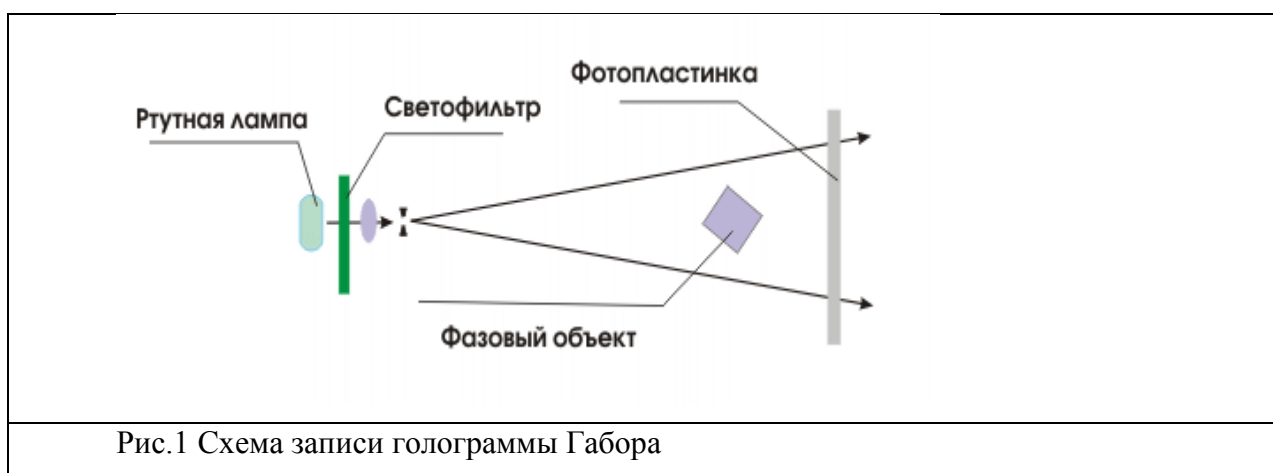 Фотопластинка
Светофильтр
Ртутная лампа
Фазовый объект
Рис.1 Схема записи голограммы Габора